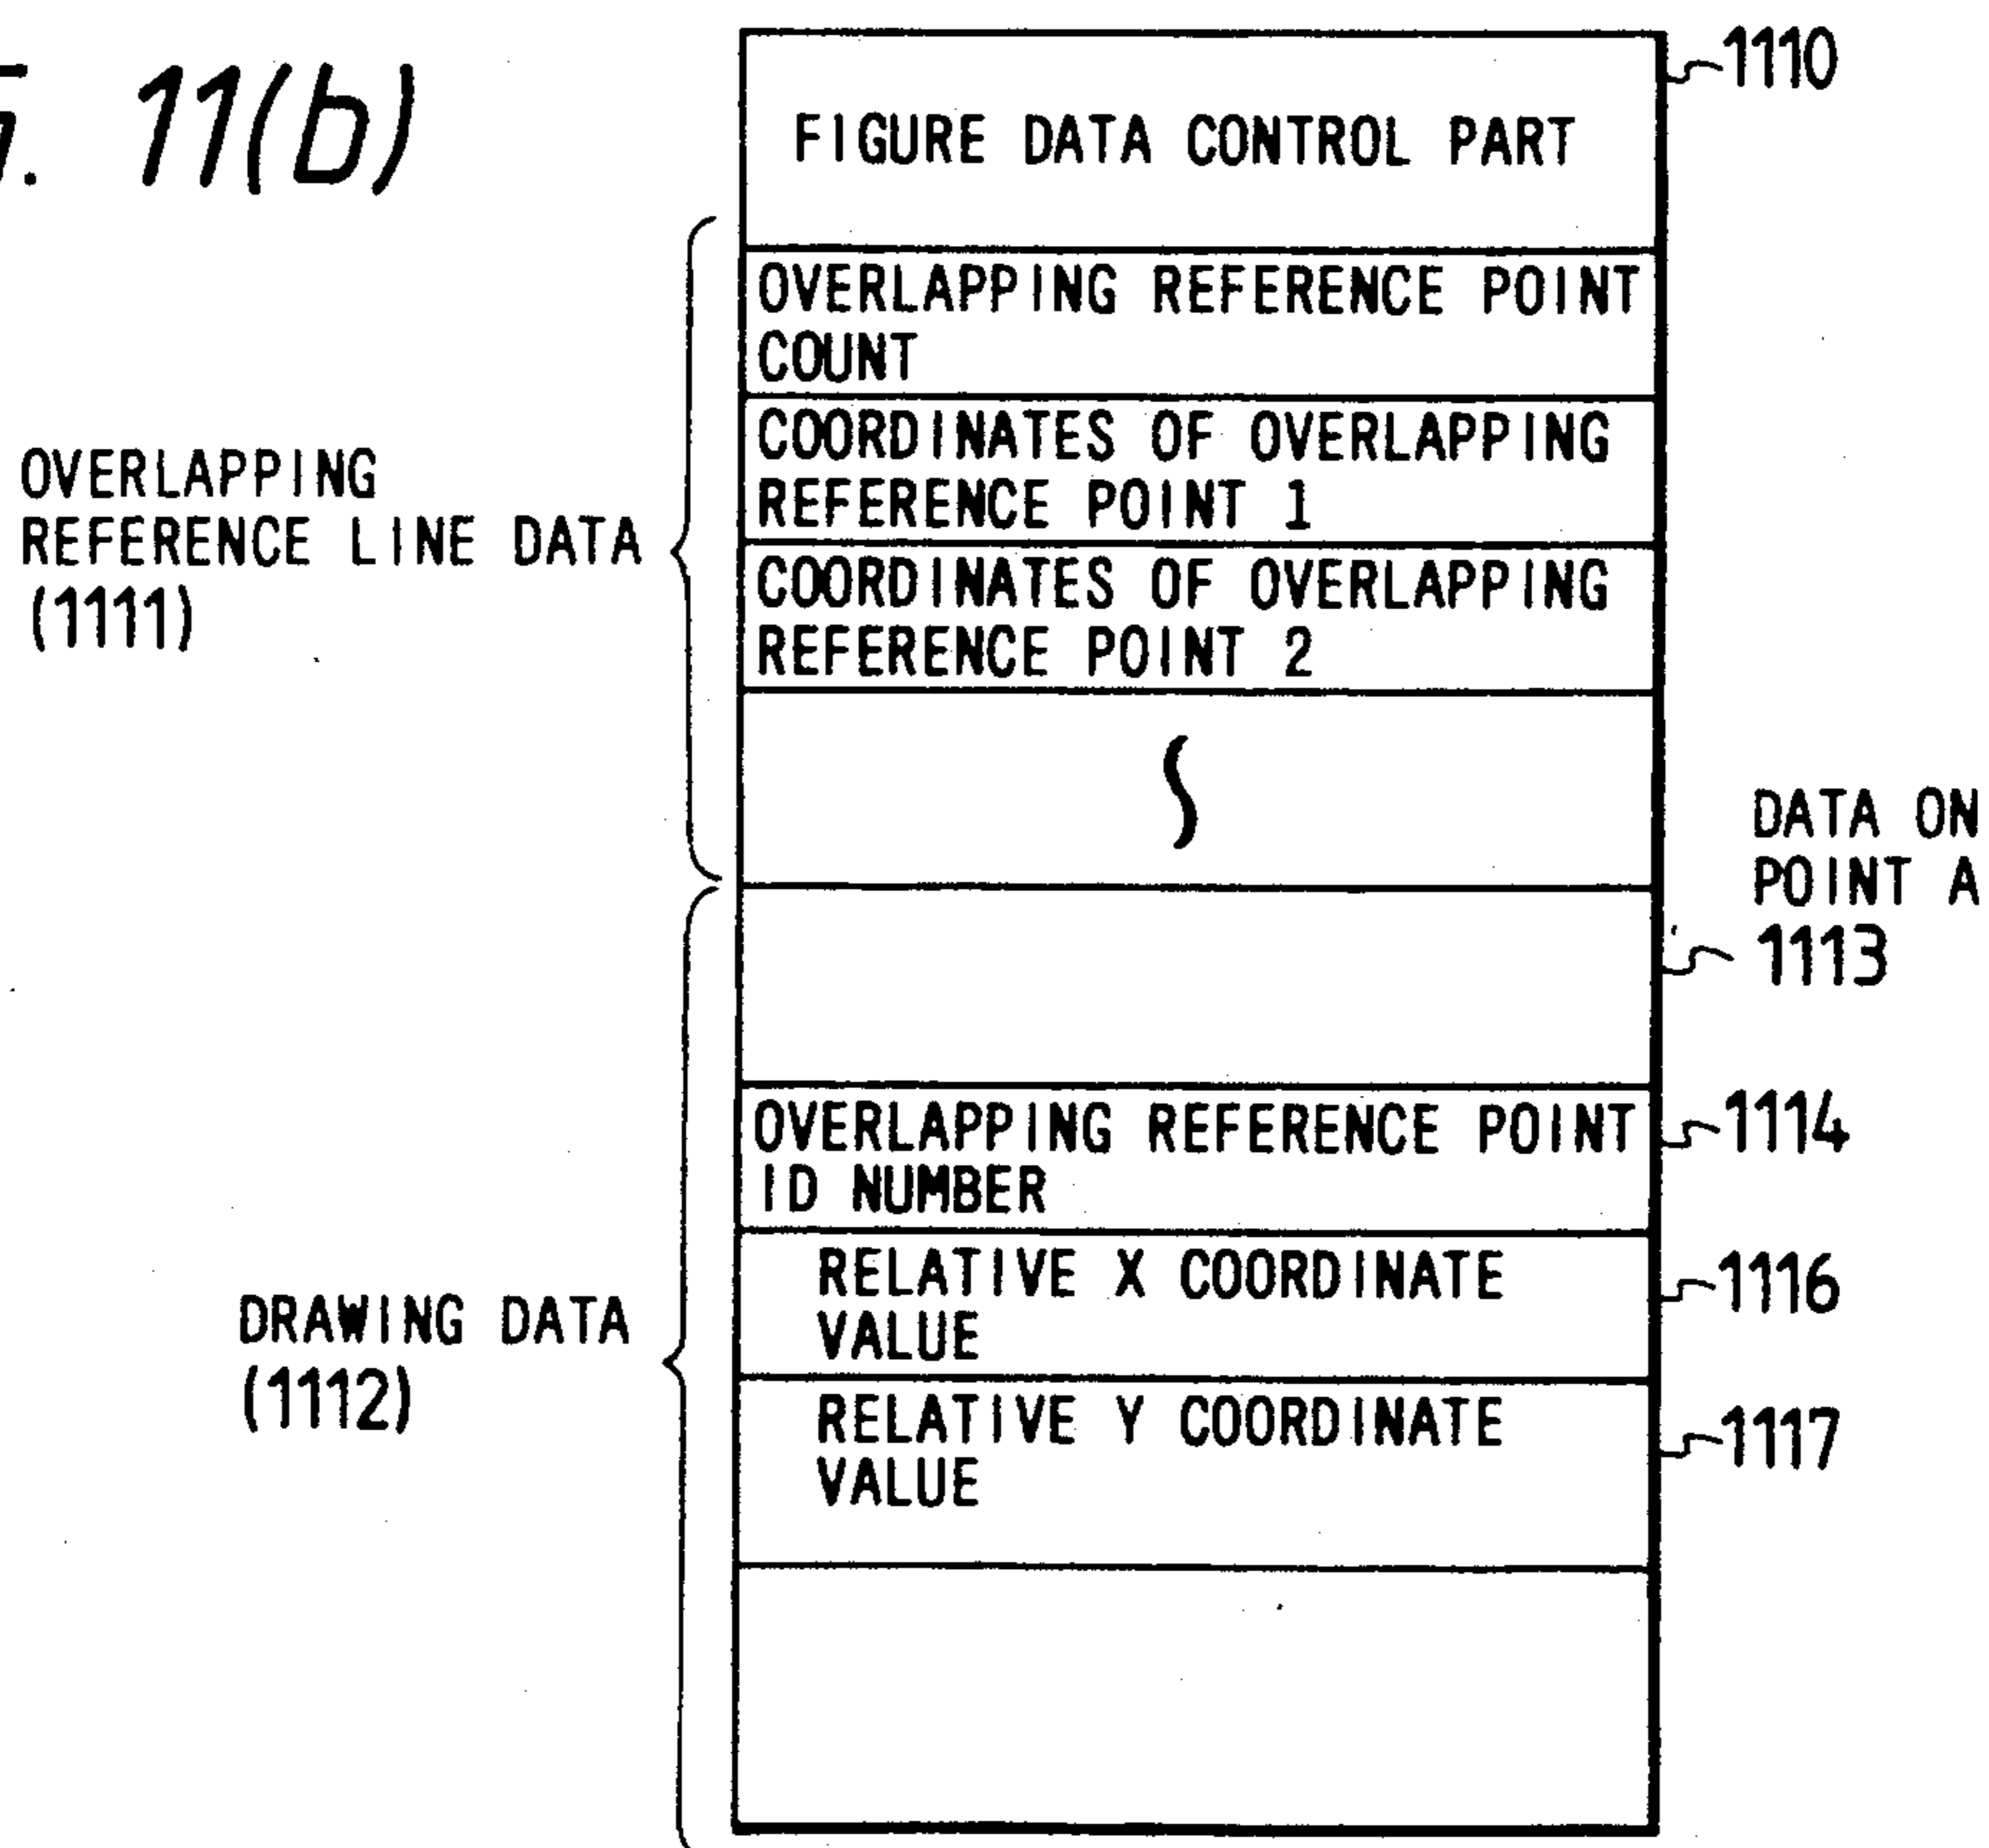 11(b)
1110
FIGURE DATA CONTROL PART
OVERLAPPING REFERENCE POINT
COUNT
COORDINATES OF OVERLAPPING
REFERENCE POINT 1
OVERLAPPING
REFERENCE LINE DATA
(1111)
COORDINATES OF OVERLAPPING
REFERENCE POINT 2
DATA ON
POINT A
1113
OVERLAPPING REFERENCE POINT
ID NUMBER
1114
RELATIVE X COORDINATE
VALUE
1116
DRAWING DATA
(1112)
RELATIVE Y COORDINATE
VALUE
1117